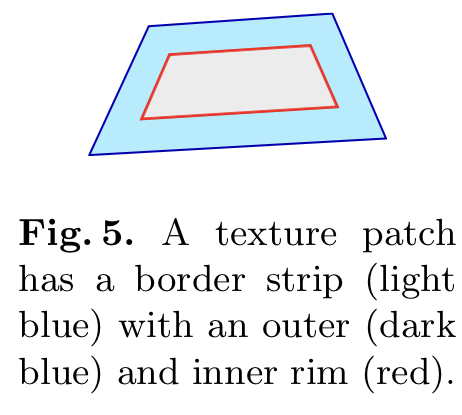 Fig. 5. A texture patch
has a border strip (light
blue) with an outer (dark
blue) and inner rim (red).